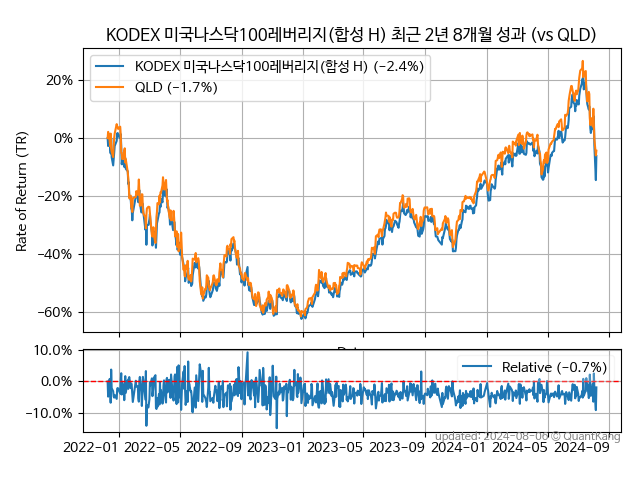 KODEX 미국나스닥100레버리지(합성 H) 최근 2년 8개월 성과 (vs QLD)
KODEX 미국나스닥100레버리지(합성 H) (−2.4%)
QLD (−1.7%)
Rate of Return (TR)
20%
0%
−20%
−40%
−60%
10.0%
0.0%
−10.0%
Relative (−0.7%)
updated: 2024-08-06 © QuantKang
2022−01 2022−05 2022−09 2023−01 2023−05 2023−09 2024−01 2024−05 2024−09